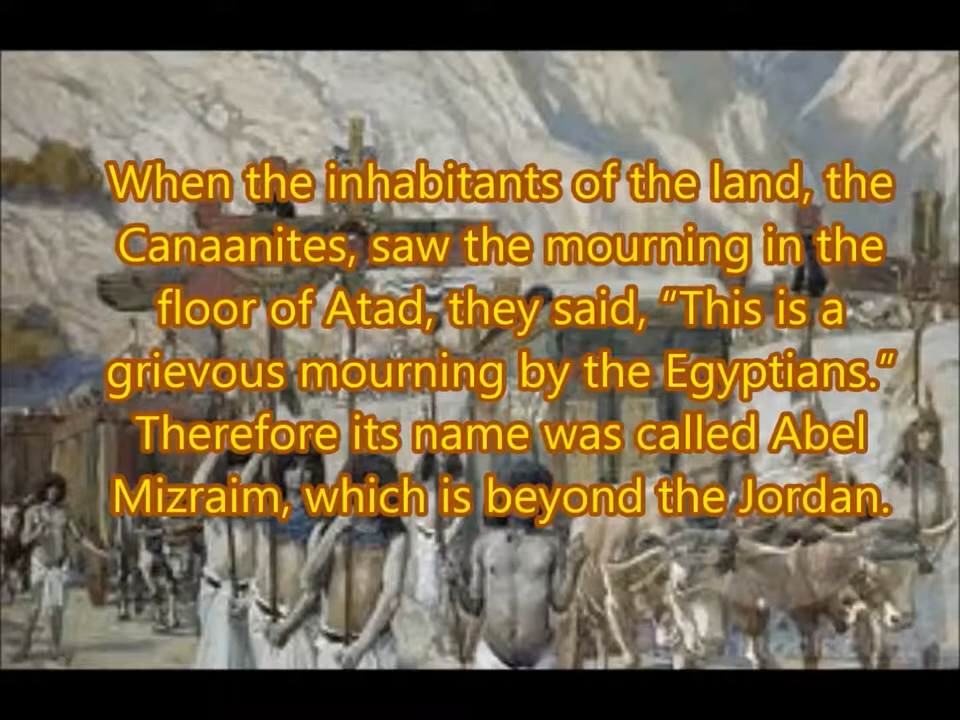 When the inhabitants of the land, the
Canaanites, saw the mourning in the
floor of Atad, they said, “This is a
grievous mourning by the Egyptians.”
Therefore its name was called Abel
Mizraim, which is beyond the Jordan.